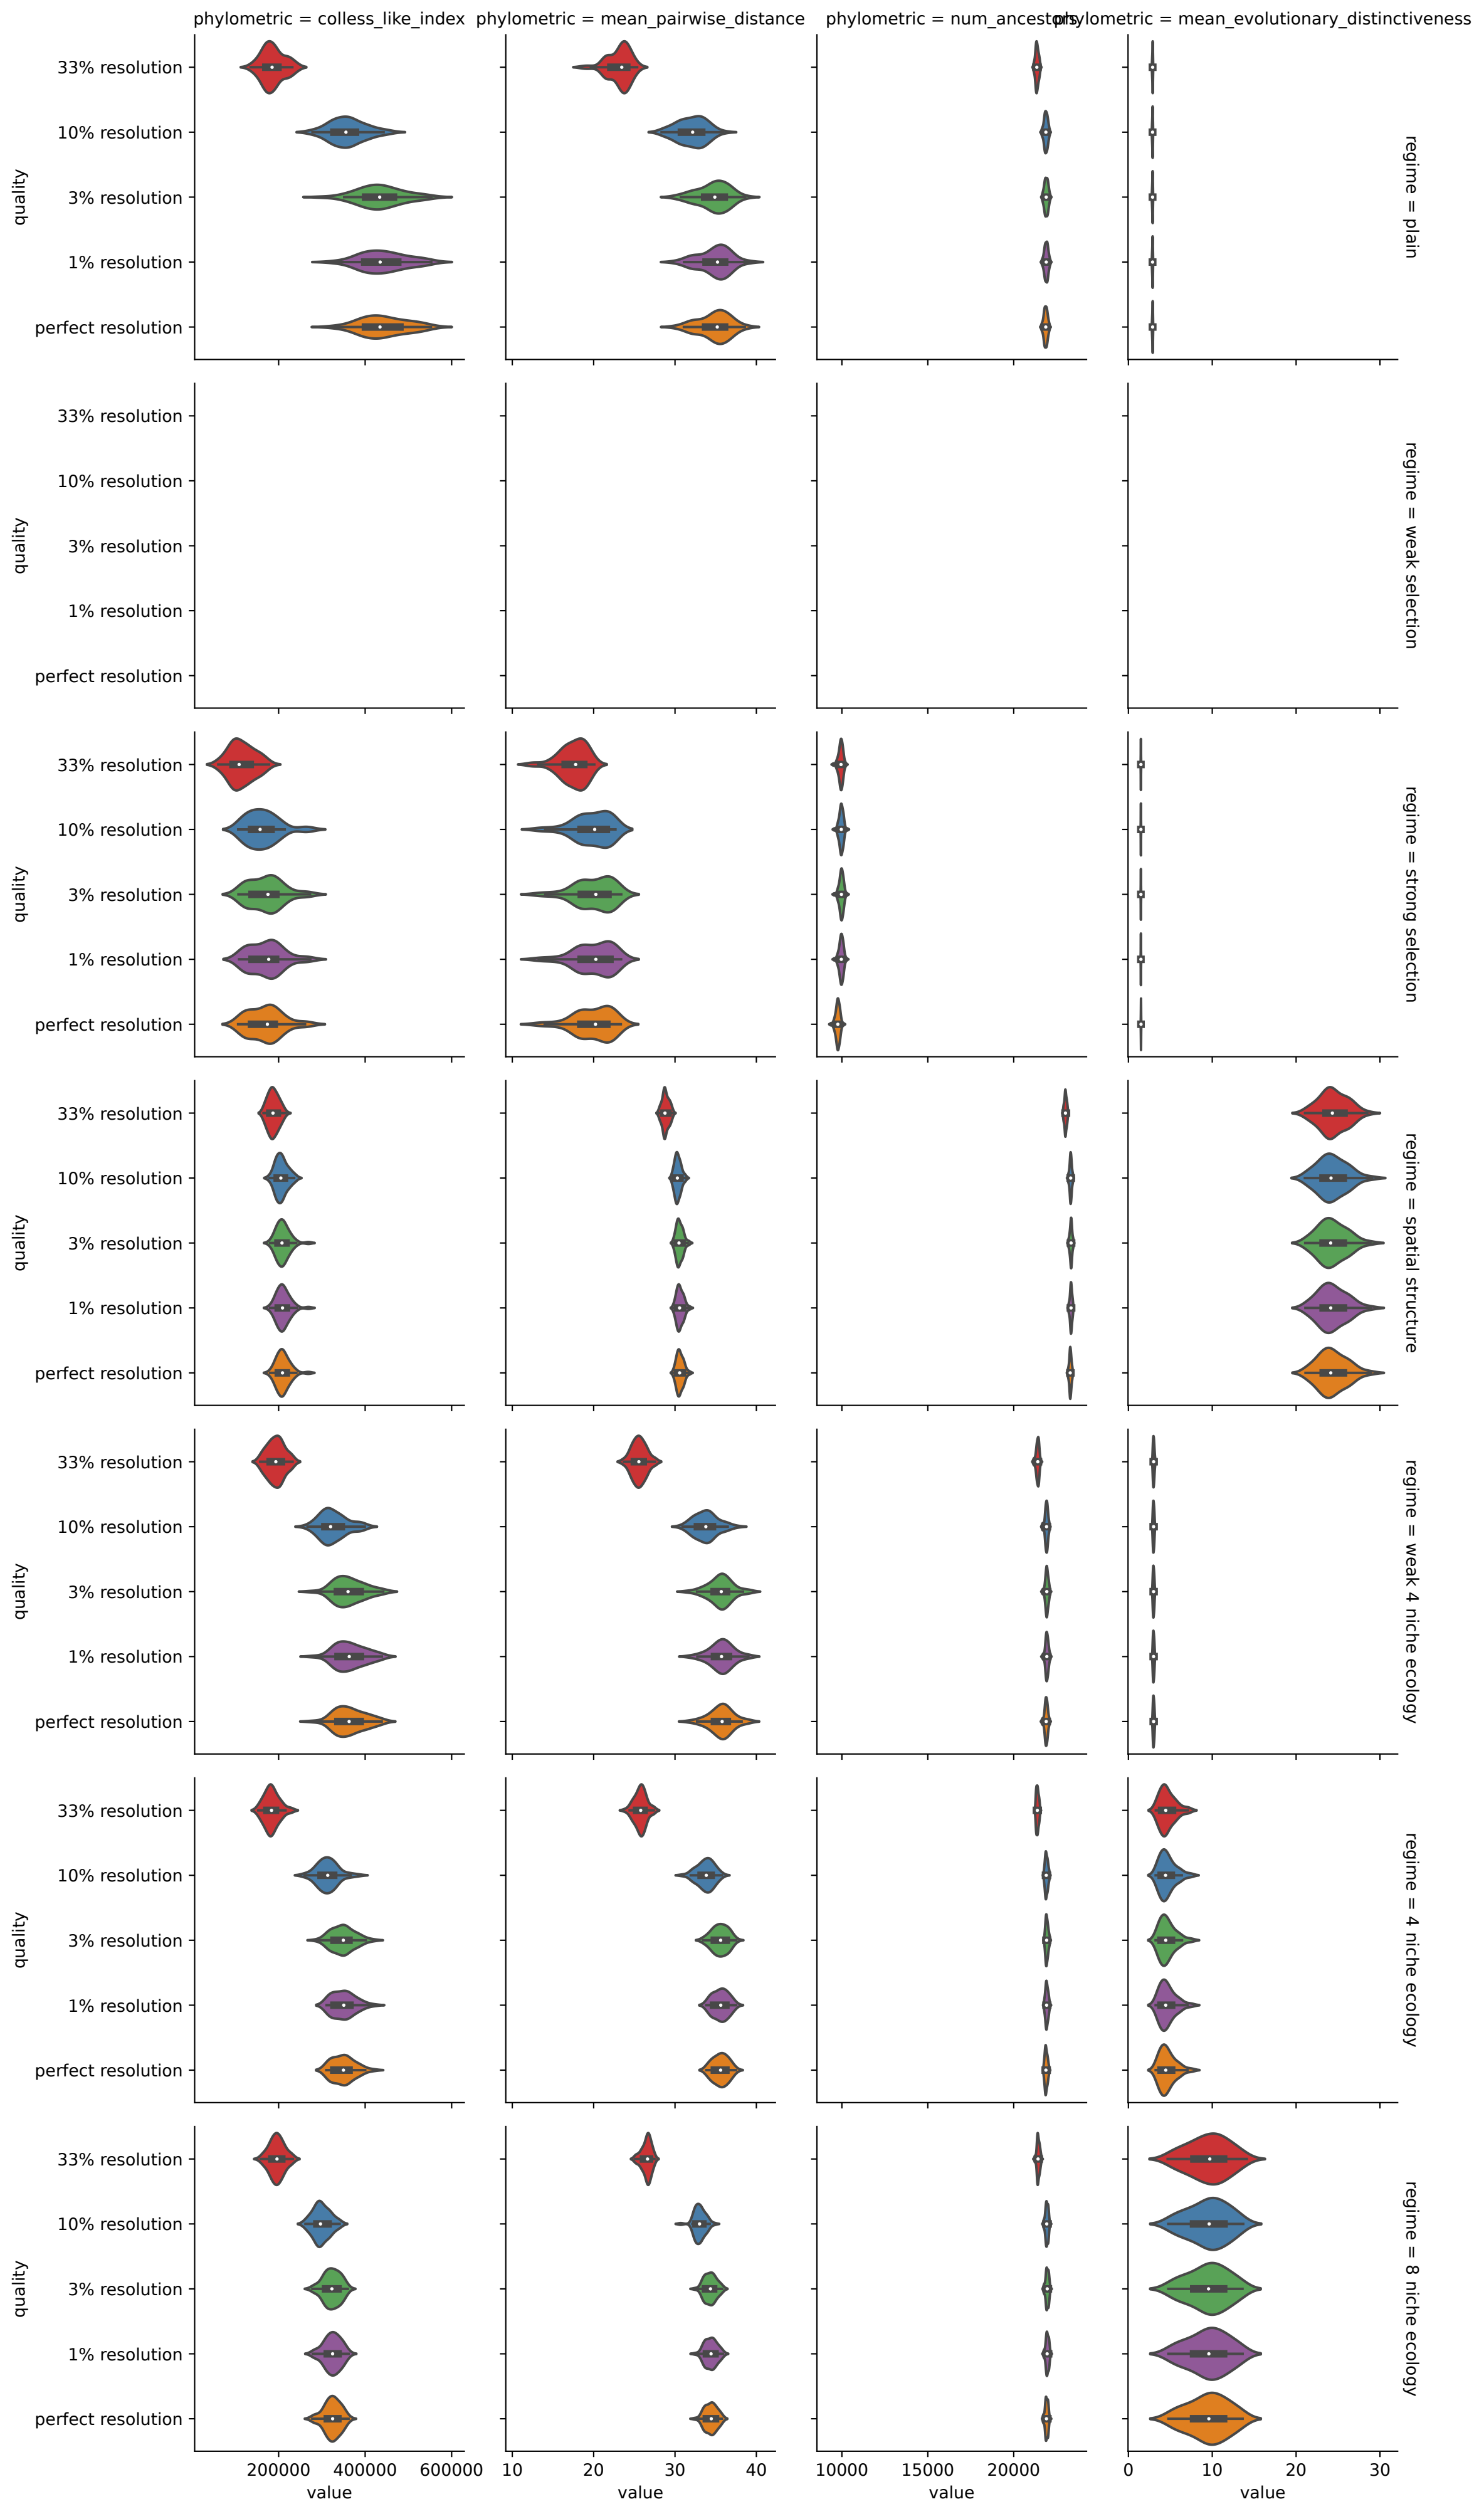 phylometric = colless_like_index phylometric = mean_pairwise_distance phylometric = num_ancestors phylometric = mean_evolutionary_distinctiveness
33% resolution
10% resolution
3% resolution
1% resolution
perfect resolution
quality
regime = plain
33% resolution
10% resolution
3% resolution
1% resolution
perfect resolution
quality
regime = weak selection
33% resolution
10% resolution
3% resolution
1% resolution
perfect resolution
quality
regime = strong selection
33% resolution
10% resolution
3% resolution
1% resolution
perfect resolution
quality
regime = spatial structure
33% resolution
10% resolution
3% resolution
1% resolution
perfect resolution
quality
regime = weak 4 niche ecology
33% resolution
10% resolution
3% resolution
1% resolution
perfect resolution
quality
regime = 4 niche ecology
33% resolution
10% resolution
3% resolution
1% resolution
perfect resolution
quality
regime = 8 niche ecology
200000 400000 600000 10 20 30 40 10000 15000 20000 0 10 20 30
value value value value